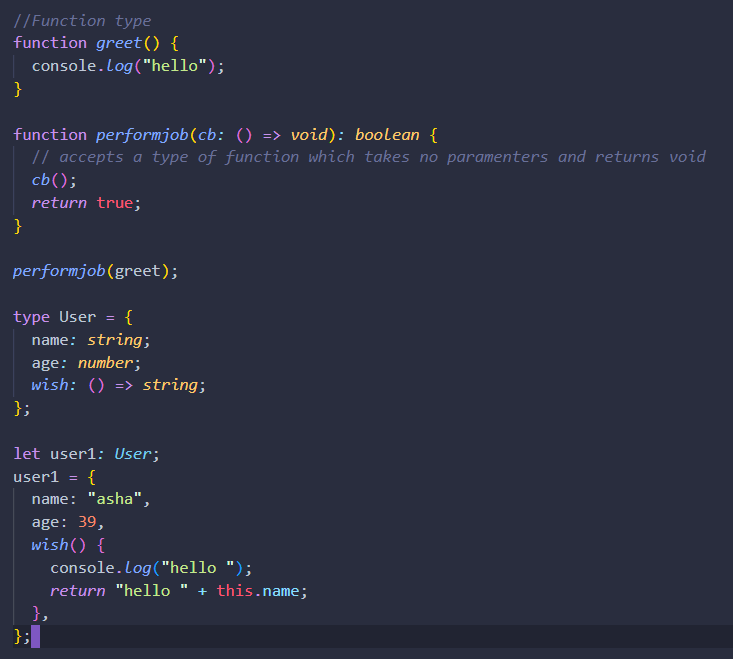 //Function type
function greet() {
  console.log("hello");
}

function performjob(cb: () => void): boolean {
  // accepts a type of function which takes no paramenters and returns void
  cb();
  return true;
}

performjob(greet);

type User = {
  name: string;
  age: number;
  wish: () => string;
};

let user1: User;
user1 = {
  name: "asha",
  age: 39,
  wish() {
    console.log("hello ");
    return "hello " + this.name;
  },
};